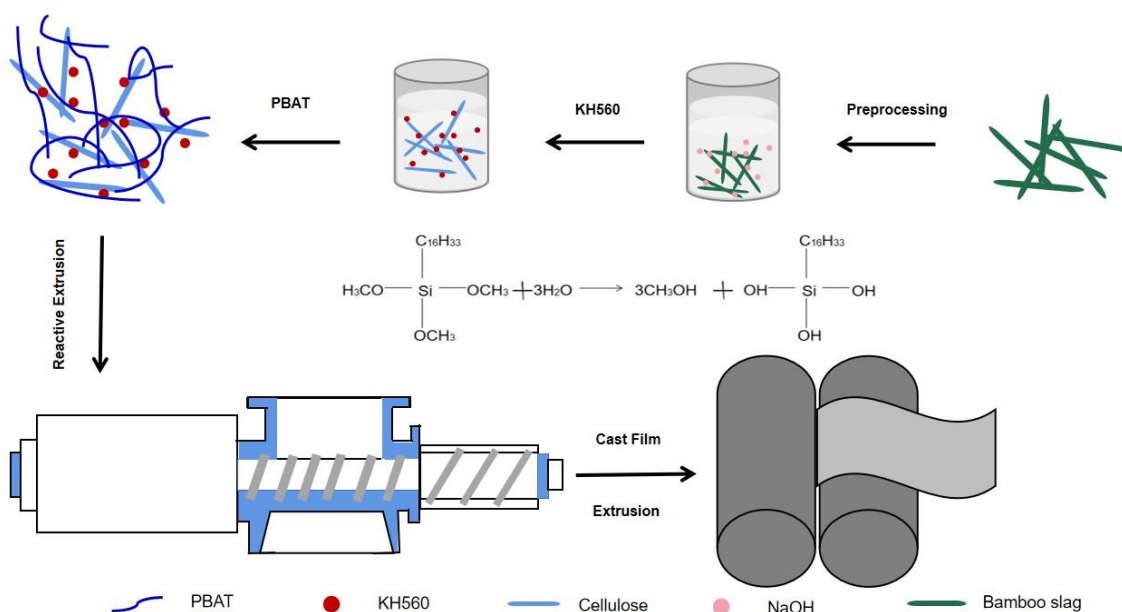 PBAT
KH560
Preprocessing
Reactive Extrusion
C16H33
H3CO Si OCH3 + 3H2O → 3CH3OH + OH Si OH
OCH3
C16H33
OH
Cast Film
Extrusion
PBAT
KH560
Cellulose
NaOH
Bamboo slag